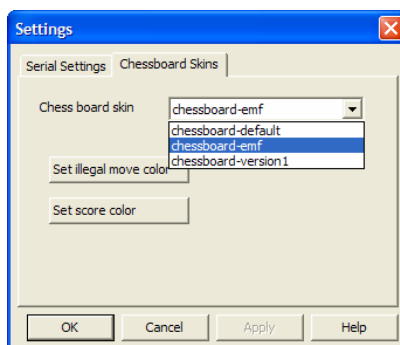 Settings
Serial Settings Chessboard Skins
Chess board skin chessboard-emf
chessboard-default
chessboard-emf
chessboard-version1
Set illegal move color
Set score color
OK Cancel Apply Help